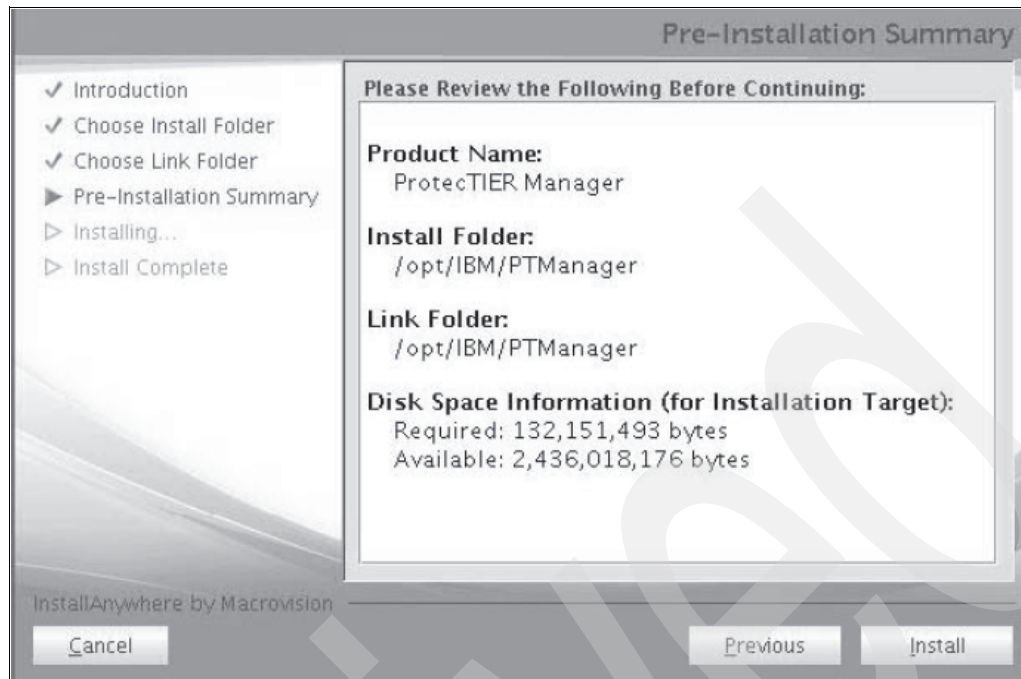 Pre-Installation Summary
Introduction
Choose Install Folder
Choose Link Folder
Pre-Installation Summary
Installing...
Install Complete
Please Review the Following Before Continuing:
Product Name:
ProtecTIER Manager
Install Folder:
/opt/IBM/PTManager
Link Folder:
/opt/IBM/PTManager
Disk Space Information (for Installation Target):
Required: 132,151,493 bytes
Available: 2,436,018,176 bytes
InstallAnywhere by Macrovision
Cancel
Previous
Install